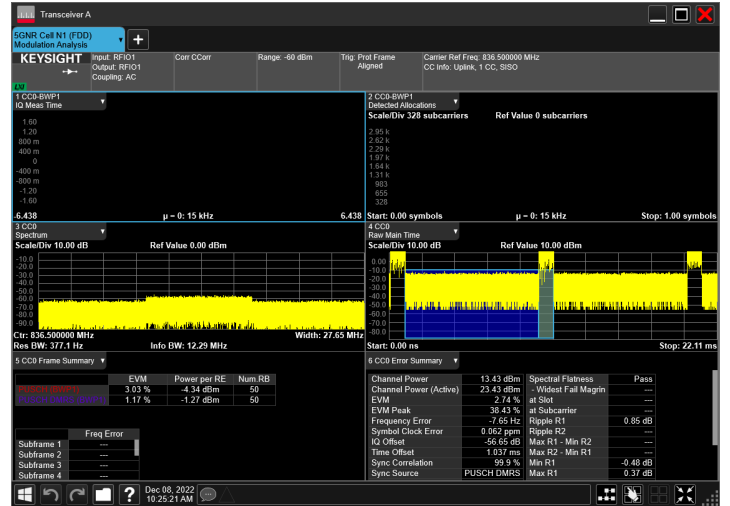 Transceiver A
5GNR Cell N1 (FDD)
Modulation Analysis
KEYSIGHT
Input: RFIO1
Output: RFIO1
Coupling: AC
Corr CCorr
Range: -60 dBm
Trig: Prot Frame
Aligned
Carrier Ref Freq: 836.500000 MHz
CC Info: Uplink, 1 CC, SISO
LXI
1 CC0-BWP1
IQ Meas Time
1.60
1.20
800 m
400 m
0
-400 m
-800 m
-1.20
-1.60
-6.438 μ = 0: 15 kHz 6.438
2 CC0-BWP1
Detected Allocations
Scale/Div 328 subcarriers Ref Value 0 subcarriers
2.95 k
2.62 k
2.29 k
1.97 k
1.64 k
1.31 k
983
655
328
Start: 0.00 symbols μ = 0: 15 kHz Stop: 1.00 symbols
3 CC0
Spectrum
Scale/Div 10.00 dB Ref Value 0.00 dBm
-10.0
-20.0
-30.0
-40.0
-50.0
-60.0
-70.0
-80.0
-90.0
Ctr: 836.500000 MHz Width: 27.65 MHz
Res BW: 377.1 Hz Info BW: 12.29 MHz
4 CC0
Raw Main Time
Scale/Div 10.00 dB Ref Value 10.00 dBm
0.00
-10.0
-20.0
-30.0
-40.0
-50.0
-60.0
-70.0
-80.0
Start: 0.00 ns Stop: 22.11 ms
5 CC0 Frame Summary
EVM Power per RE Num.RB
3.03 % -4.34 dBm 50
1.17 % -1.27 dBm 50
Freq Error
Subframe 1 ---
Subframe 2 ---
Subframe 3 ---
Subframe 4 ---
6 CC0 Error Summary
Channel Power 13.43 dBm Spectral Flatness Pass
Channel Power (Active) 23.43 dBm - Widest Fail Magrin ---
EVM 2.74 % at Slot ---
EVM Peak 38.43 % at Subcarrier ---
Frequency Error -7.65 Hz Ripple R1 0.85 dB
Symbol Clock Error 0.062 ppm Ripple R2 ---
IQ Offset -56.65 dB Max R1 - Min R2 ---
Time Offset 1.037 ms Max R2 - Min R1 ---
Sync Correlation 99.9 % Min R1 -0.48 dB
Sync Source PUSCH DMRS Max R1 0.37 dB
Dec 08, 2022
10:25:21 AM